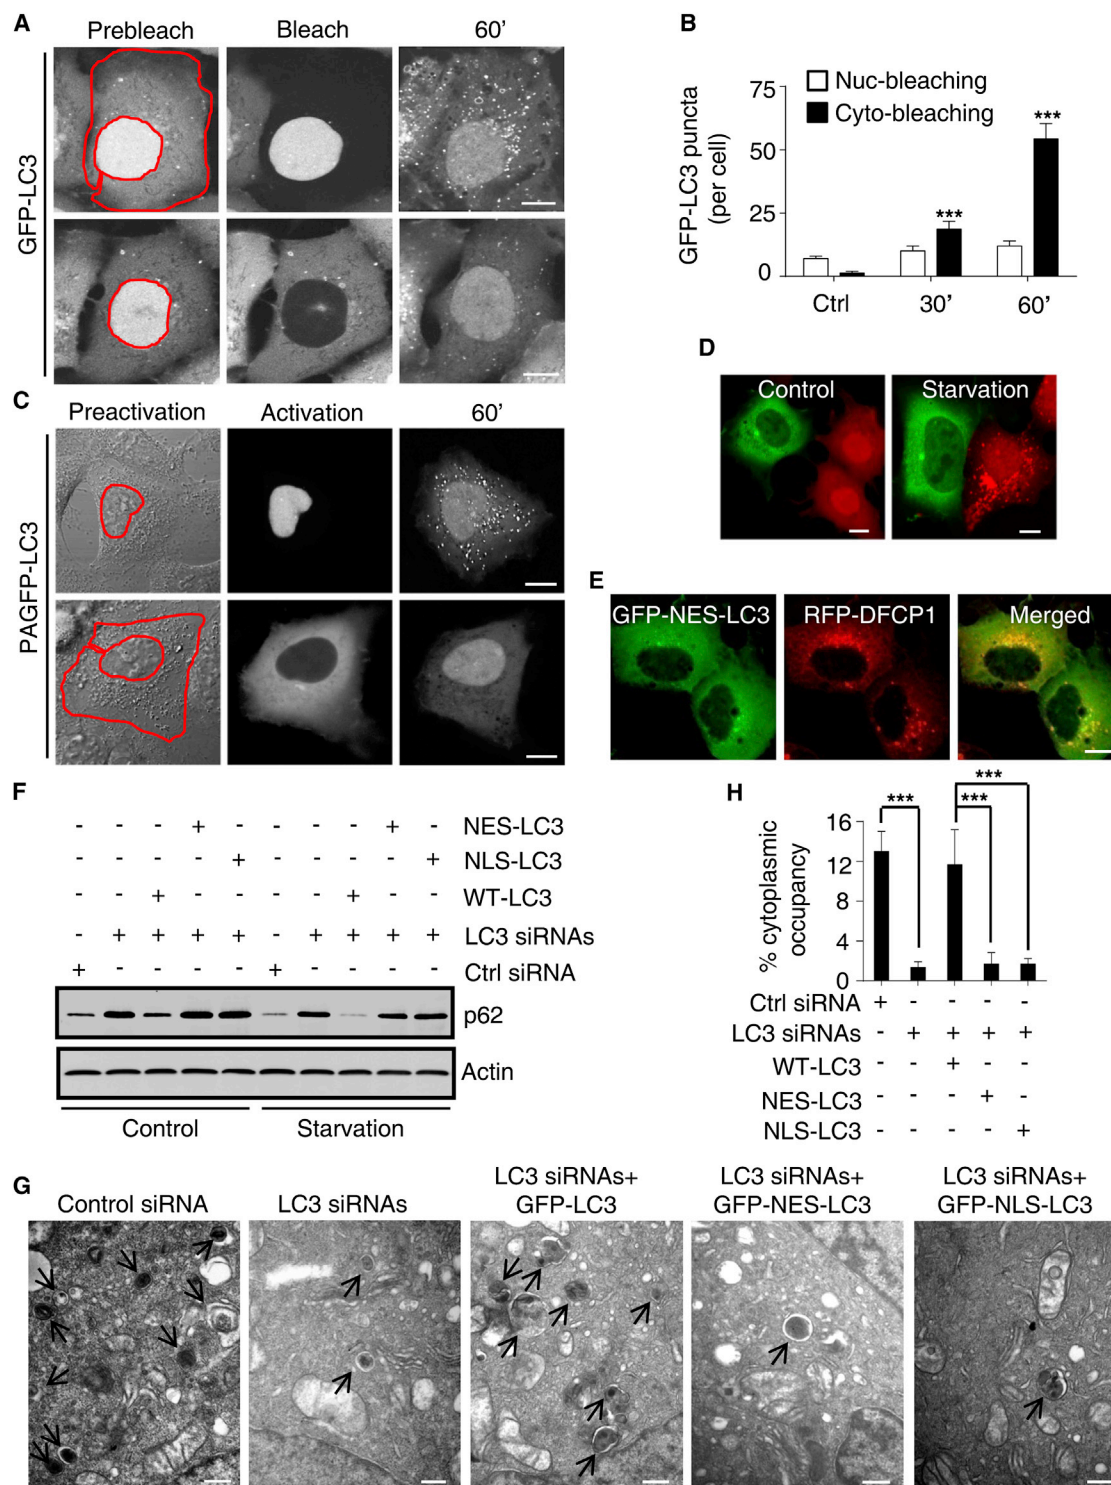 A
Prebleach Bleach 60'
GFP-LC3
B
GFP-LC3 puncta
(per cell)
75
50
25
0
Nuc-bleaching
Cyto-bleaching
***
***
Ctrl 30' 60'
C
Preactivation Activation 60'
PAGFP-LC3
D
Control Starvation
E
GFP-NES-LC3 RFP-DFCP1 Merged
F
- - - + - - - - + - NES-LC3
- - - - + - - - - + NLS-LC3
- - + - - - - + - - WT-LC3
- + + + + - + + + + LC3 siRNAs
+ - - - - + - - - - Ctrl siRNA
p62
Actin
Control Starvation
H
% cytoplasmic
occupancy
16
12
8
4
0
***
***
***
Ctrl siRNA + - - - -
LC3 siRNAs - + + + +
WT-LC3 - - + - -
NES-LC3 - - - + -
NLS-LC3 - - - - +
G
Control siRNA
LC3 siRNAs
LC3 siRNAs+
GFP-LC3
LC3 siRNAs+
GFP-NES-LC3
LC3 siRNAs+
GFP-NLS-LC3